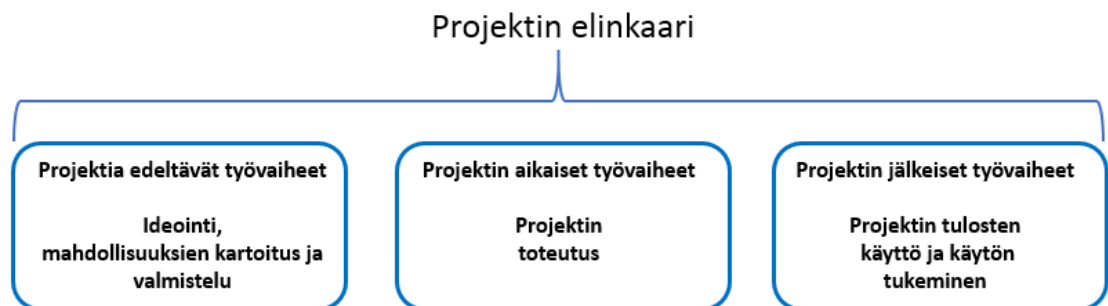 Projektin elinkaari
Projektia edeltävät työvaiheet
Ideointi,
mahdollisuuksien kartoitus ja
valmistelu
Projektin aikaiset työvaiheet
Projektin
toteutus
Projektin jälkeiset työvaiheet
Projektin tulosten
käyttö ja käytön
tukeminen